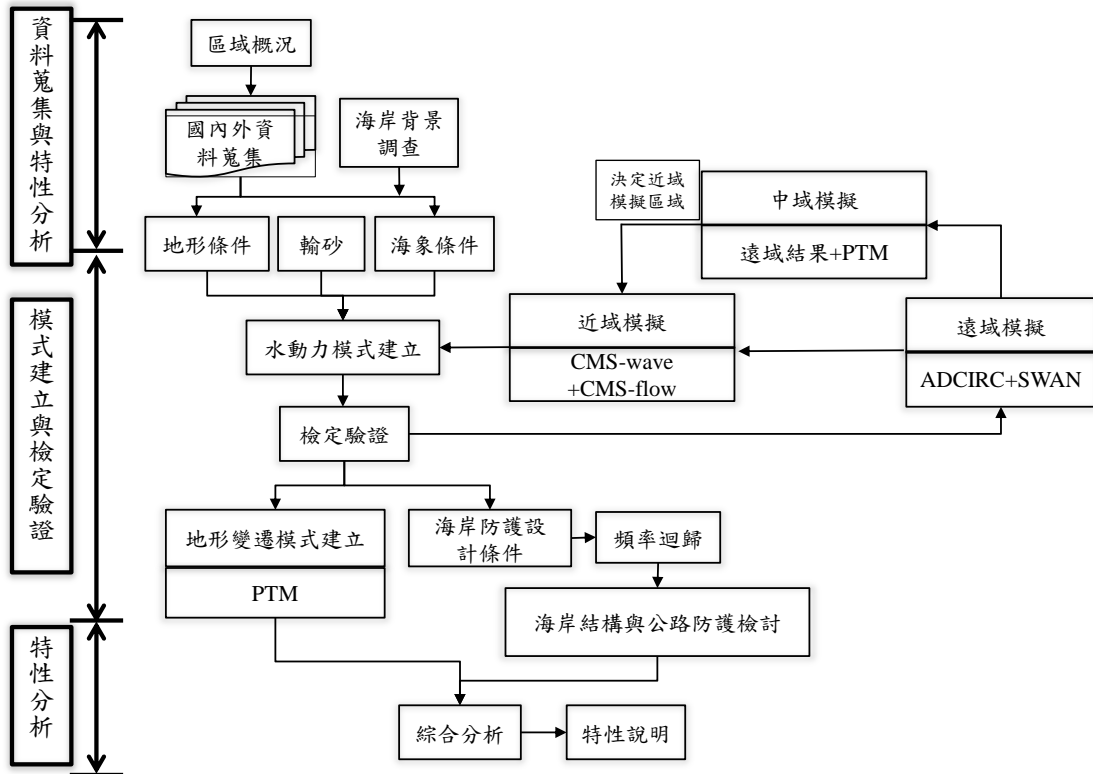 資料蒐集與特性分析
區域概況
國內外資
料蒐集
海岸背景
調查
地形條件
輸砂
海象條件
決定近域
模擬區域
中域模擬
遠域結果+PTM
模式建立與檢定驗證
近域模擬
CMS-wave
+CMS-flow
遠域模擬
ADCIRC+SWAN
水動力模式建立
檢定驗證
地形變遷模式建立
PTM
海岸防護設
計條件
頻率迴歸
海岸結構與公路防護檢討
特性分析
綜合分析
特性說明